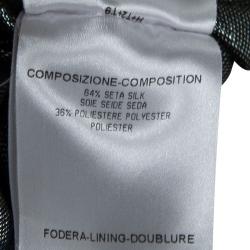 COMPOSIZIONE-COMPOSITION
64% SETA SILK
SOIE SEIDE SEDA
36% POLIESTERE POLYESTER
POLIESTER
FODERA-LINING-DOUBLURE